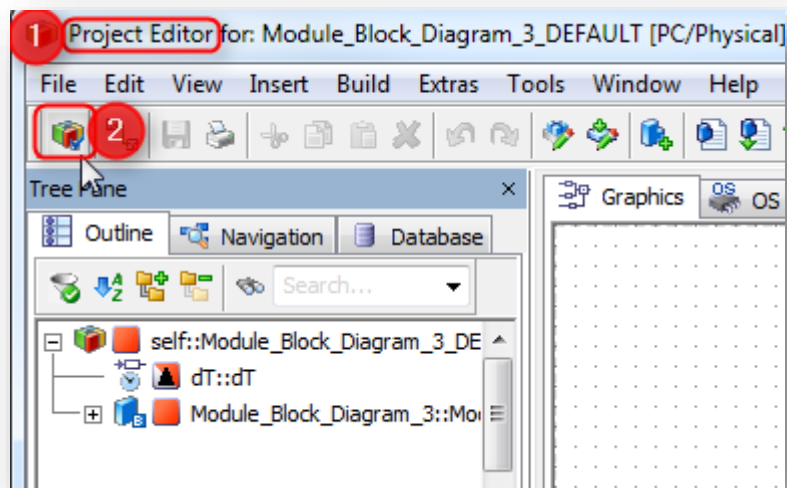 1 Project Editor for: Module_Block_Diagram_3_DEFAULT [PC/Physical]
File Edit View Insert Build Extras Tools Window Help
2
Tree Pane
Graphics OS OS
Outline Navigation Database
Search...
self::Module_Block_Diagram_3_DE
dT::dT
B Module_Block_Diagram_3::Mo